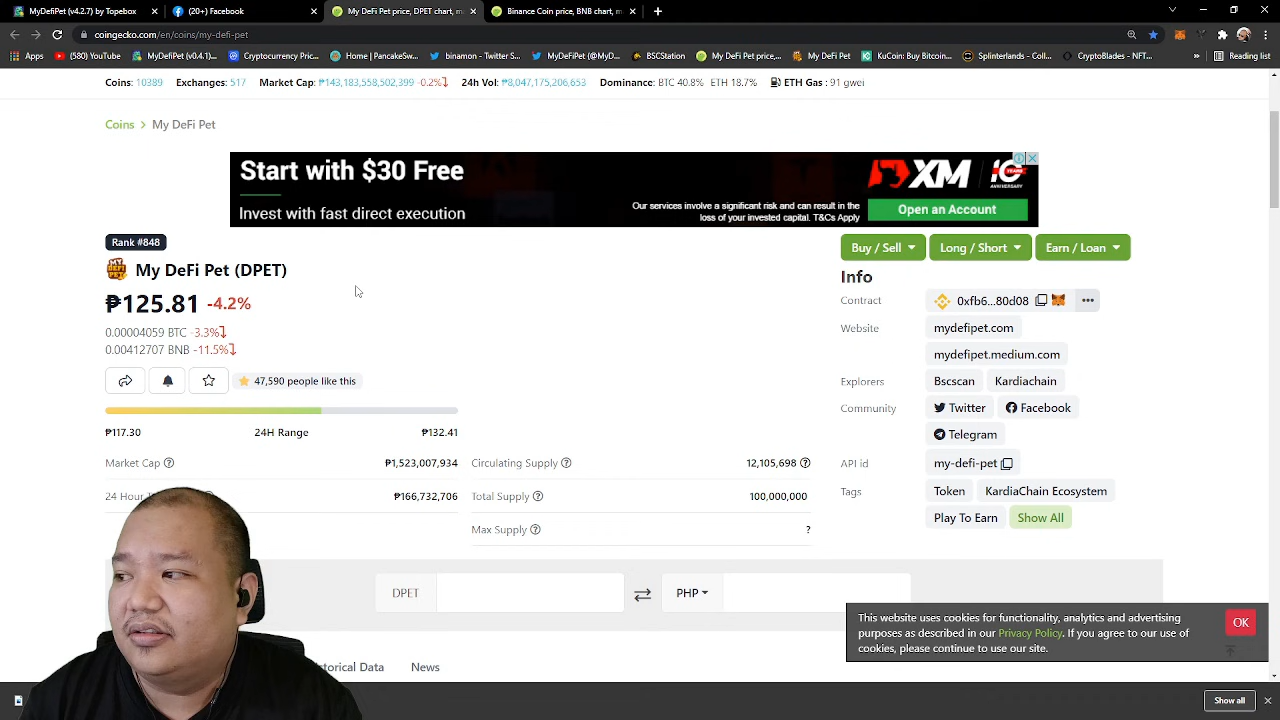 MyDefiPet (v4.2.7) by Topebox
(20+) Facebook
My DeFi Pet price, DPET chart, m
Binance Coin price, BNB chart, m
coingecko.com/en/coins/my-defi-pet
Apps
(580) YouTube
MyDefiPet (v0.4.1)...
Cryptocurrency Pric...
Home | PancakeSw...
binamon - Twitter S...
MyDeFiPet (@MyD...
BSCStation
My DeFi Pet price,...
My DeFi Pet
KuCoin Buy Bitcoin...
Splinterlands - Coll...
CryptoBlades - NFT...
»
Reading list
Coins: 10389 Exchanges: 517 Market Cap: ₱143,183,558,502,399 -0.2% 24h Vol: ₱8,047,175,206,653 Dominance: BTC 40.8% ETH 18.7% ETH Gas : 91 gwei
Coins > My DeFi Pet
Start with $30 Free
Invest with fast direct execution
Our services involve a significant risk and can result in the
loss of your invested capital. T&Cs Apply
XM
10 YEARS
ANNIVERSARY
Open an Account
Rank #848
My DeFi Pet (DPET)
₱125.81 -4.2%
0.00004059 BTC -3.3%
0.00412707 BNB -11.5%
47,590 people like this
₱117.30 24H Range ₱132.41
Market Cap ₱1,523,007,934
24 Hour T
₱166,732,706
Circulating Supply 12,105,698
Total Supply 100,000,000
Max Supply ?
Buy / Sell
Long / Short
Earn / Loan
Info
Contract 0xfb6...80d08
Website mydefipet.com
mydefipet.medium.com
Explorers Bscscan Kardiachain
Community Twitter Facebook
Telegram
API id my-defi-pet
Tags Token KardiaChain Ecosystem
Play To Earn Show All
DPET
PHP
This website uses cookies for functionality, analytics and advertising
purposes as described in our Privacy Policy. If you agree to our use of
cookies, please continue to use our site.
OK
torical Data
News
Show all